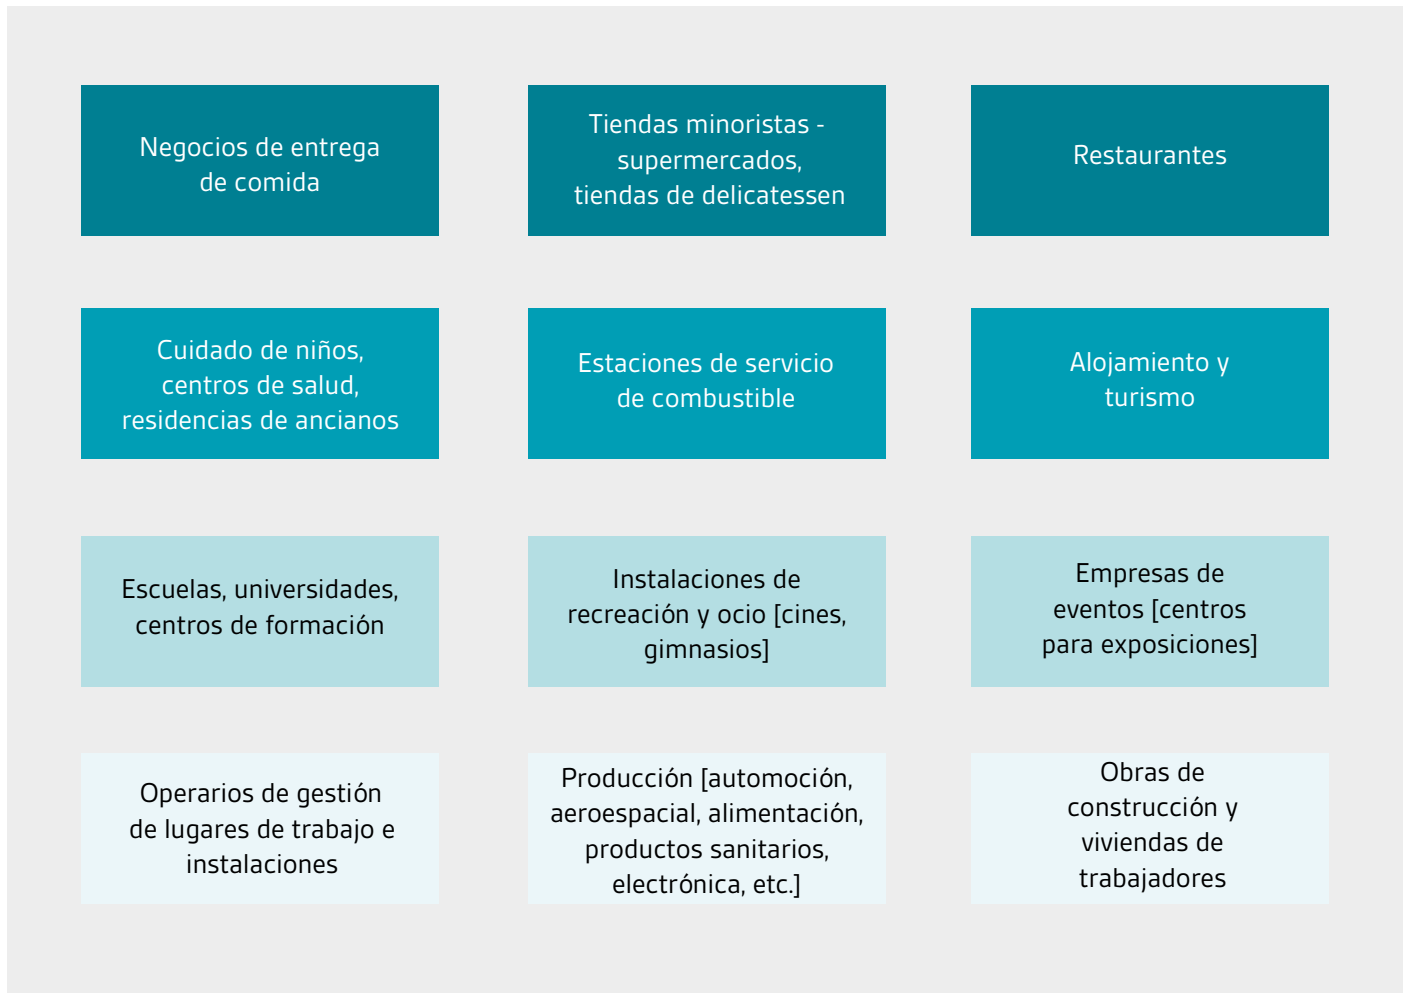 Negocios de entrega
de comida
Tiendas minoristas -
supermercados,
tiendas de delicatessen
Restaurantes
Cuidado de niños,
centros de salud,
residencias de ancianos
Estaciones de servicio
de combustible
Alojamiento y
turismo
Escuelas, universidades,
centros de formación
Instalaciones de
recreación y ocio [cines,
gimnasios]
Empresas de
eventos [centros
para exposiciones]
Operarios de gestión
de lugares de trabajo e
instalaciones
Producción [automoción,
aeroespacial, alimentación,
productos sanitarios,
electrónica, etc.]
Obras de
construcción y
viviendas de
trabajadores